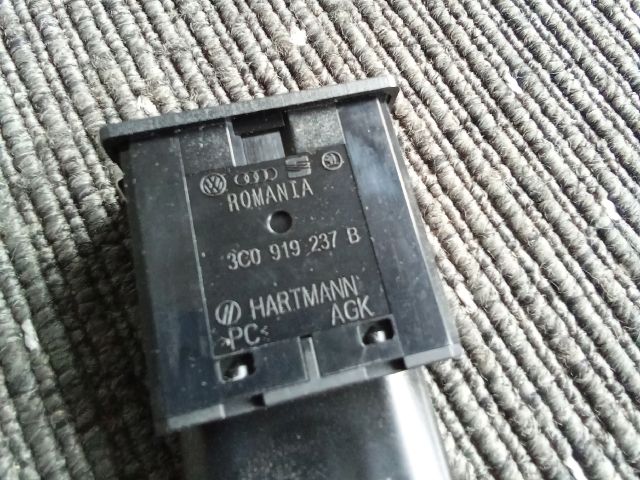 ROMANIA
3C0 919 237 B
HARTMANN
AGK
>PC<